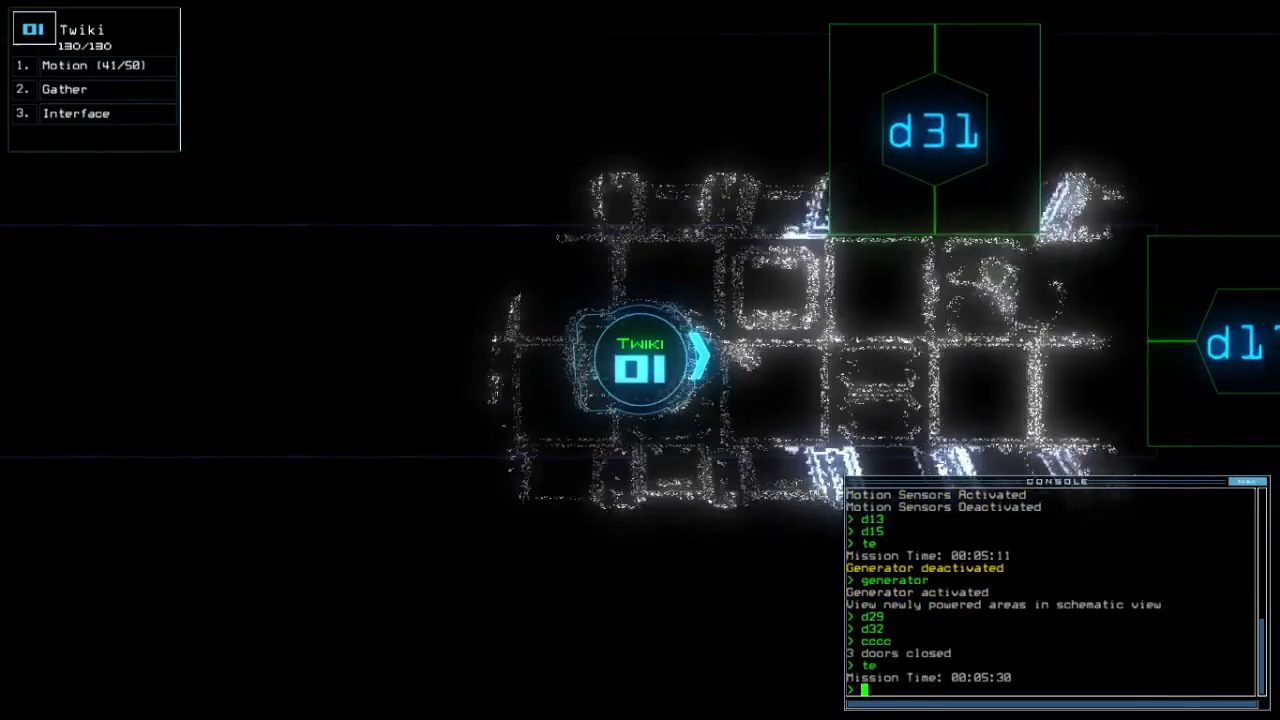 01 Twiki
130/130
1. Motion (41/50)
2. Gather
3. Interface
d31
TWIKI
01
CONSOLE
Motion Sensors Activated
Motion Sensors Deactivated
> d13
> d15
> te
Mission Time: 00:05:11
Generator deactivated
> generator
Generator activated
View newly powered areas in schematic view
> d29
> d32
> cccc
3 doors closed
> te
Mission Time: 00:05:30
>